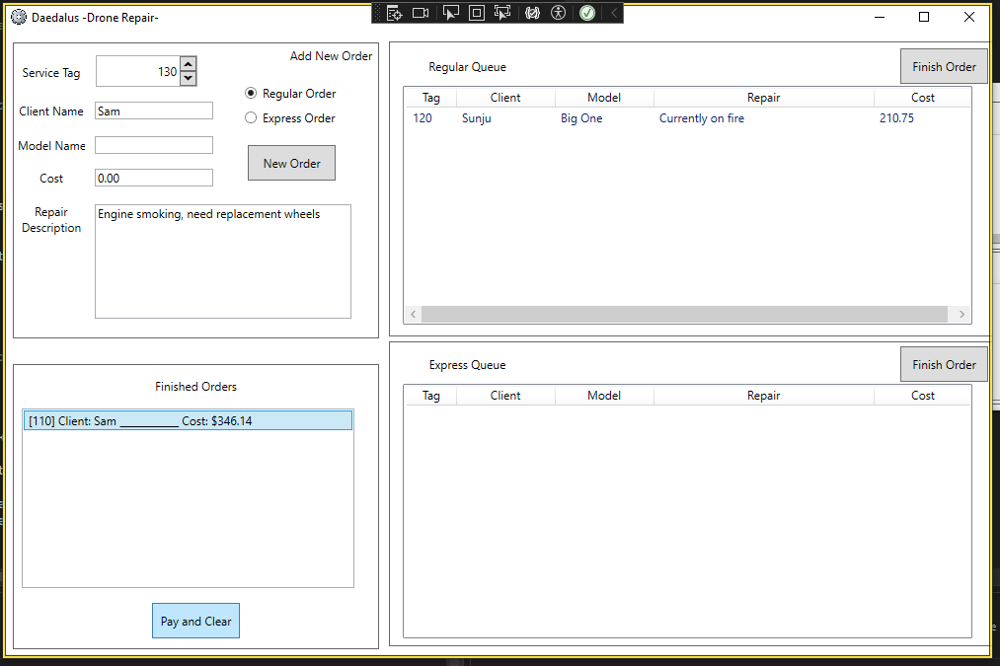 Daedalus -Drone Repair-
Add New Order
Service Tag 130
Regular Order
Express Order
Client Name Sam
Model Name
New Order
Cost 0.00
Repair Description
Engine smoking, need replacement wheels
Finished Orders
[110] Client: Sam __________ Cost: $346.14
Pay and Clear
Regular Queue
Finish Order
Tag Client Model Repair Cost
120 Sunju Big One Currently on fire 210.75
Express Queue
Finish Order
Tag Client Model Repair Cost